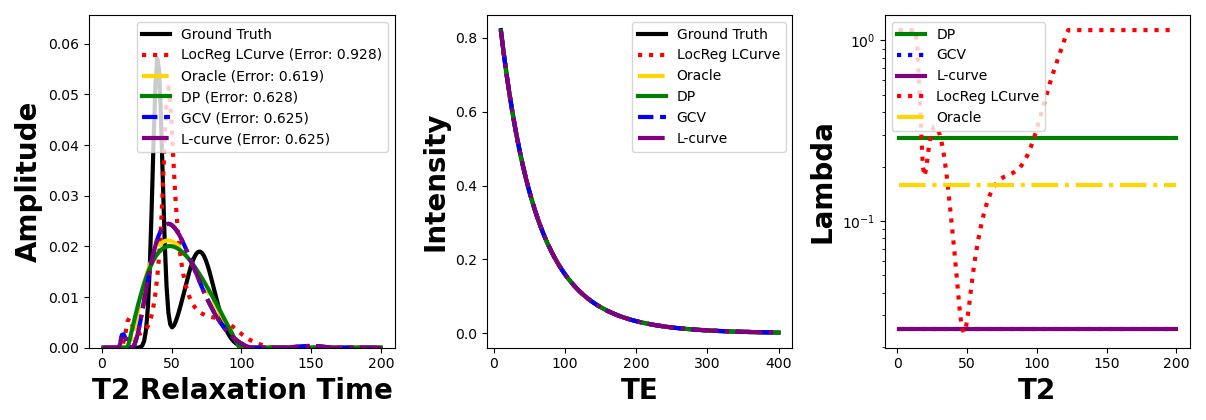 Amplitude
0.06
0.05
0.04
0.03
0.02
0.01
0.00
Ground Truth
LocReg LCurve (Error: 0.928)
Oracle (Error: 0.619)
DP (Error: 0.628)
GCV (Error: 0.625)
L-curve (Error: 0.625)
0 50 100 150 200
T2 Relaxation Time
Intensity
0.8
0.6
0.4
0.2
0.0
Ground Truth
LocReg LCurve
Oracle
DP
GCV
L-curve
0 100 200 300 400
TE
Lambda
10⁰
10⁻¹
DP
GCV
L-curve
LocReg LCurve
Oracle
0 50 100 150 200
T2